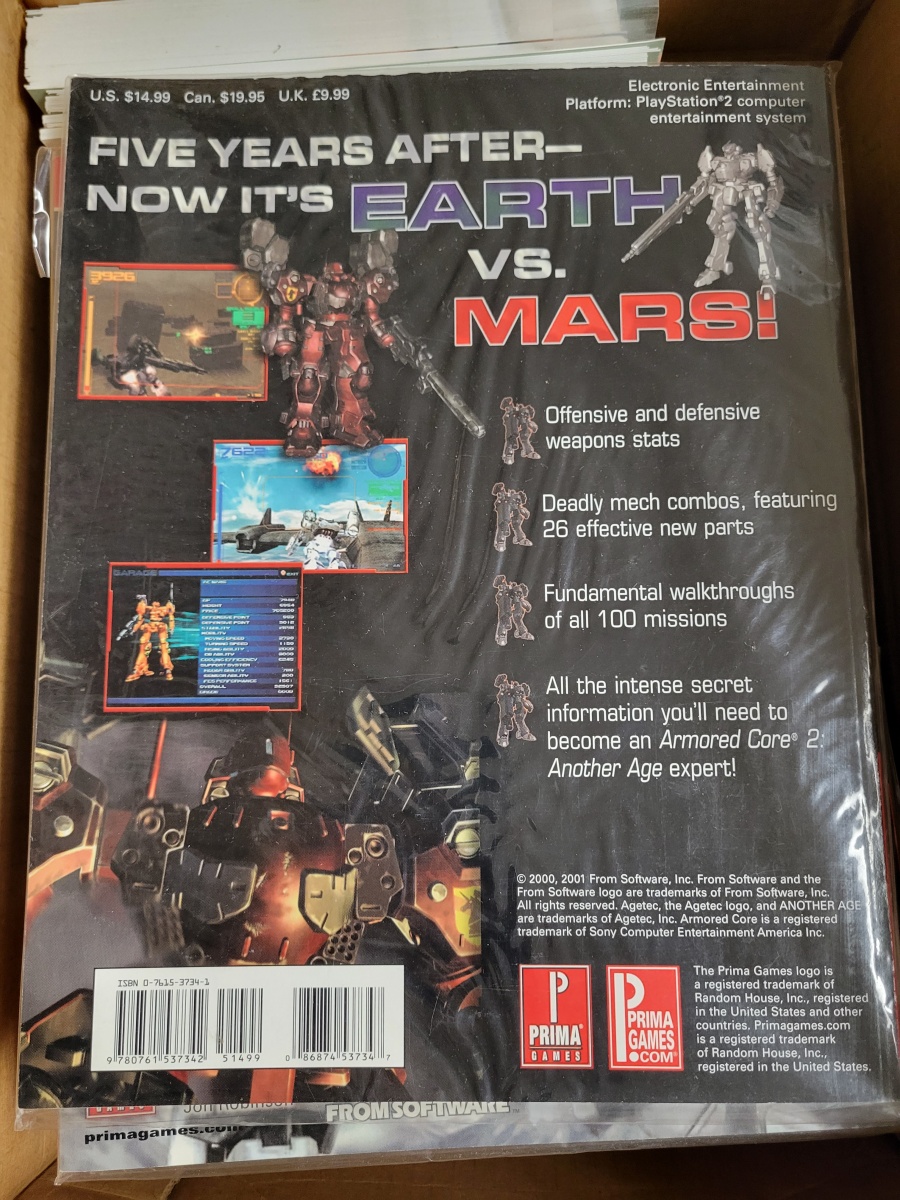 U.S. $14.99 Can. $19.95 U.K. £9.99
Electronic Entertainment
Platform: PlayStation®2 computer
entertainment system
FIVE YEARS AFTER—
NOW IT'S EARTH
VS.
MARS!
3926
7622
GARAGE
EXIT
Offensive and defensive
weapons stats
Deadly mech combos, featuring
26 effective new parts
Fundamental walkthroughs
of all 100 missions
All the intense secret
information you'll need to
become an Armored Core® 2:
Another Age expert!
© 2000, 2001 From Software, Inc. From Software and the
From Software logo are trademarks of From Software, Inc.
All rights reserved. Agetec, the Agetec logo, and ANOTHER AGE
are trademarks of Agetec, Inc. Armored Core is a registered
trademark of Sony Computer Entertainment America Inc.
ISBN 0-7615-3734-1
9 780761 537342 51499
0 86874 53734 7
PRIMA
GAMES
PRIMA
GAMES
.COM®
The Prima Games logo is
a registered trademark of
Random House, Inc., registered
in the United States and other
countries. Primagames.com
is a registered trademark
of Random House, Inc.,
registered in the United States.
FROMSOFTWARE
primagames.com